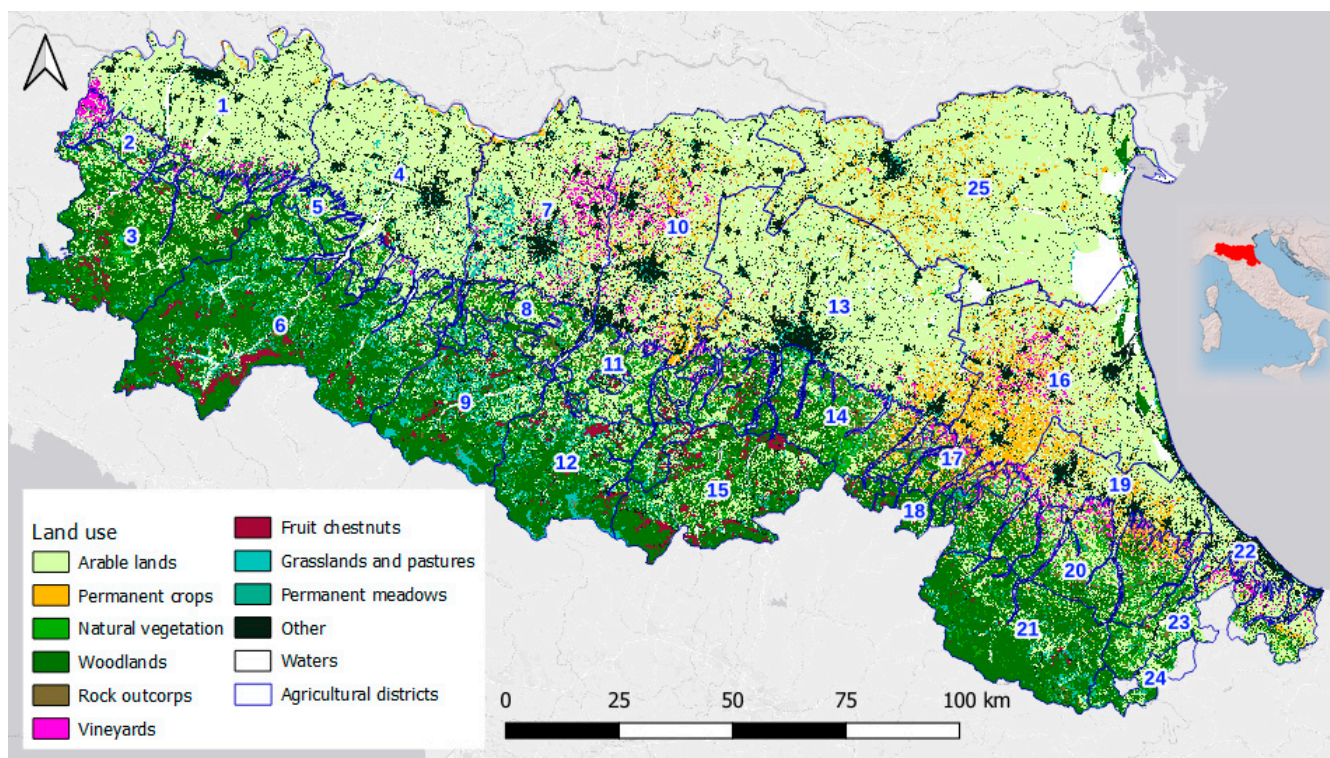 1
2
3
4
5
6
7
8
9
10
11
12
13
14
15
16
17
18
19
20
21
22
23
24
25
Land use
Arable lands
Permanent crops
Natural vegetation
Woodlands
Rock outcorps
Vineyards
Fruit chestnuts
Grasslands and pastures
Permanent meadows
Other
Waters
Agricultural districts
0 25 50 75 100 km